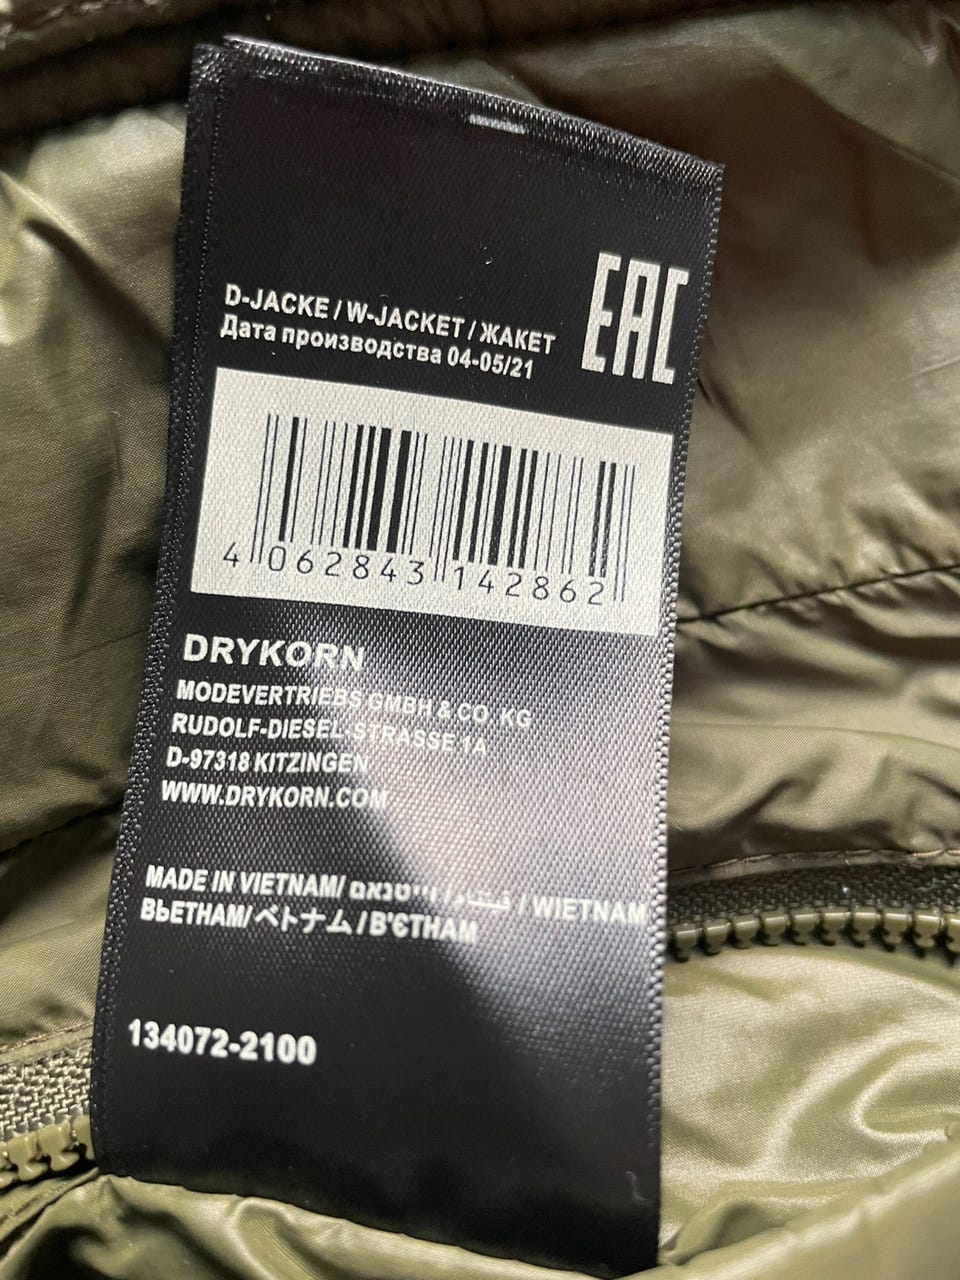 EAC
D-JACKE / W-JACKET / ЖАКЕТ
Дата производства 04-05/21
4 062843 142862
DRYKORN
MODEVERTRIEBS GMBH & CO. KG
RUDOLF-DIESEL-STRASSE 1A
D-97318 KITZINGEN
WWW.DRYKORN.COM
MADE IN VIETNAM/ וייטנאם / فيتنام / WIETNAM
ВЬЕТНАМ/ ベトナム / В'ЄТНАМ
134072-2100